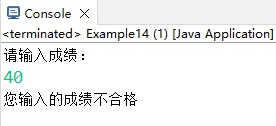 Console
<terminated> Example14 (1) [Java Application]
请输入成绩：
40
您输入的成绩不合格